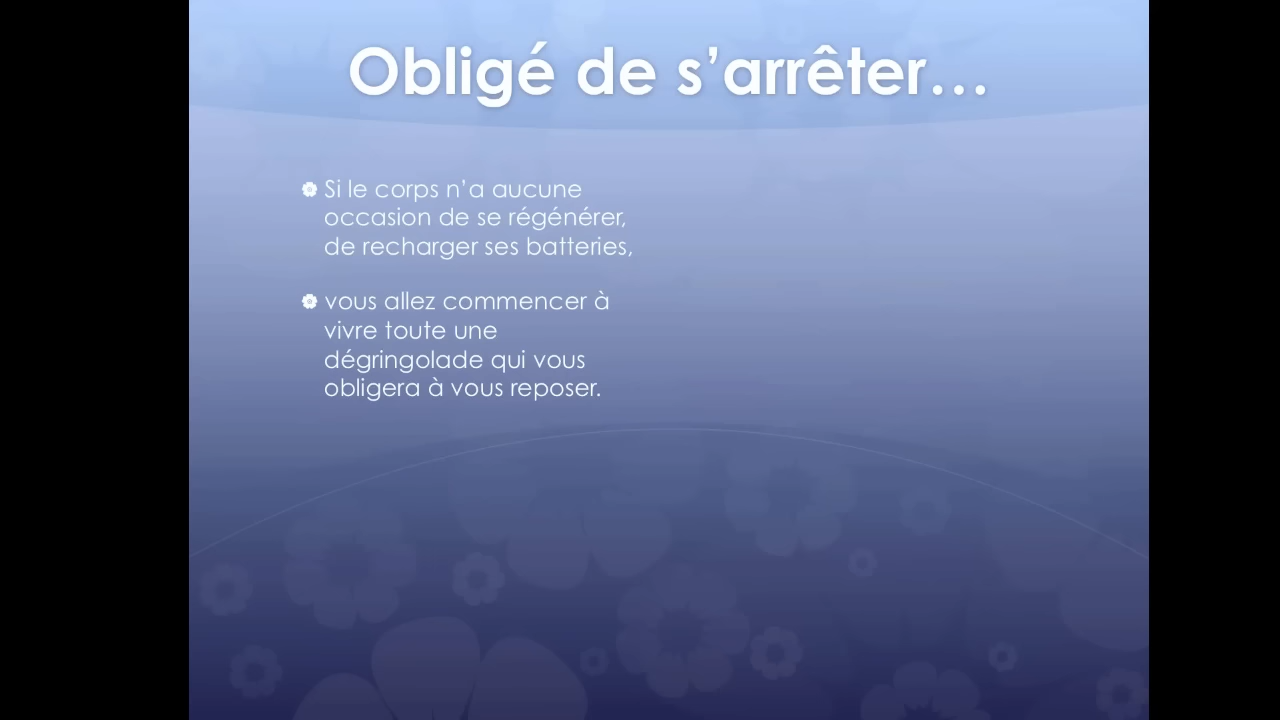 Obligé de s’arrêter…
Si le corps n’a aucune
occasion de se régénérer,
de recharger ses batteries,
vous allez commencer à
vivre toute une
dégringolade qui vous
obligera à vous reposer.